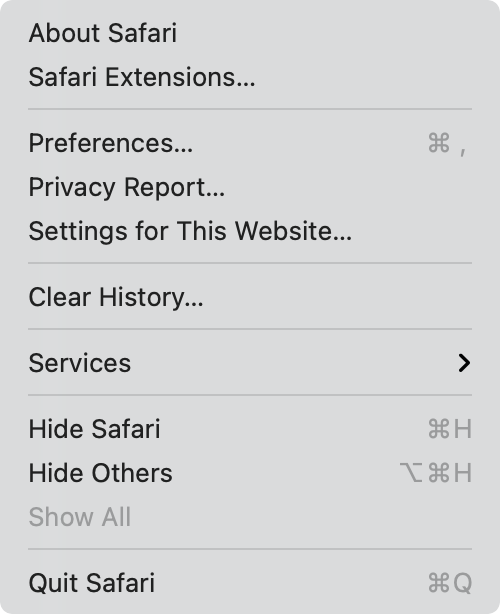 About Safari
Safari Extensions...
Preferences... ⌘ ,
Privacy Report...
Settings for This Website...
Clear History...
Services
Hide Safari ⌘H
Hide Others ⌥⌘H
Show All
Quit Safari ⌘Q